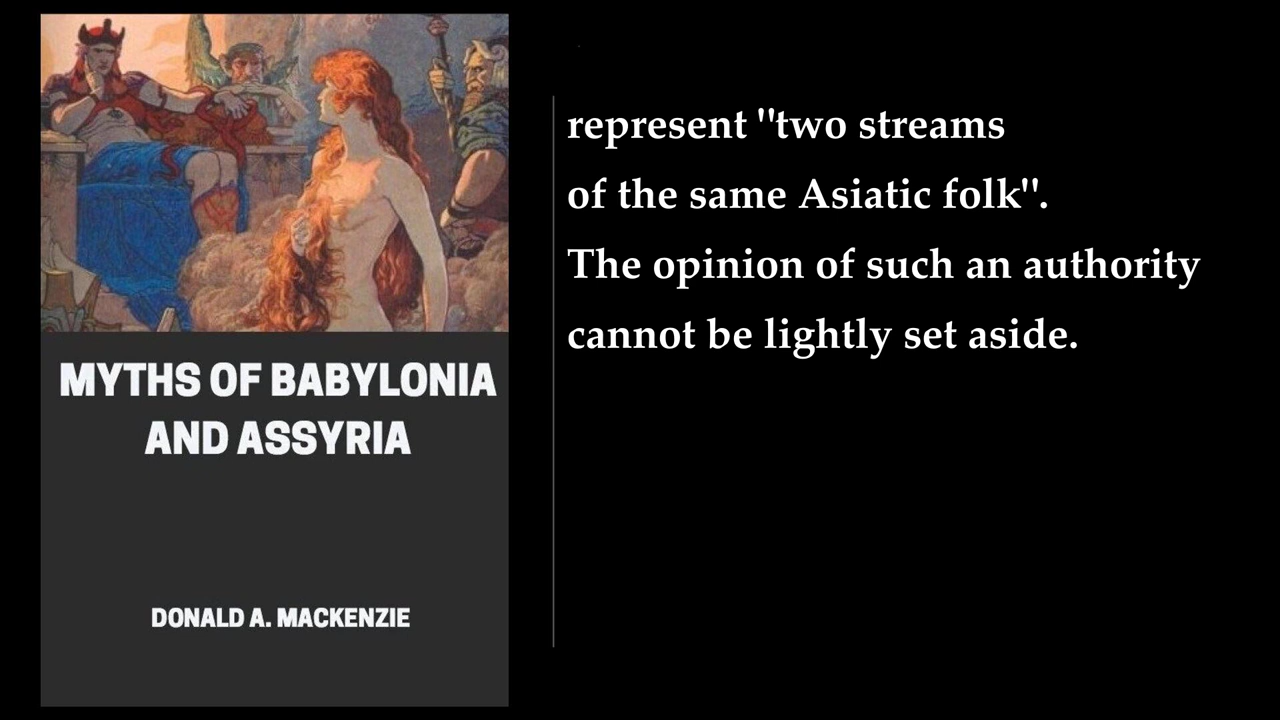 MYTHS OF BABYLONIA
AND ASSYRIA
DONALD A. MACKENZIE
represent "two streams
of the same Asiatic folk".
The opinion of such an authority
cannot be lightly set aside.